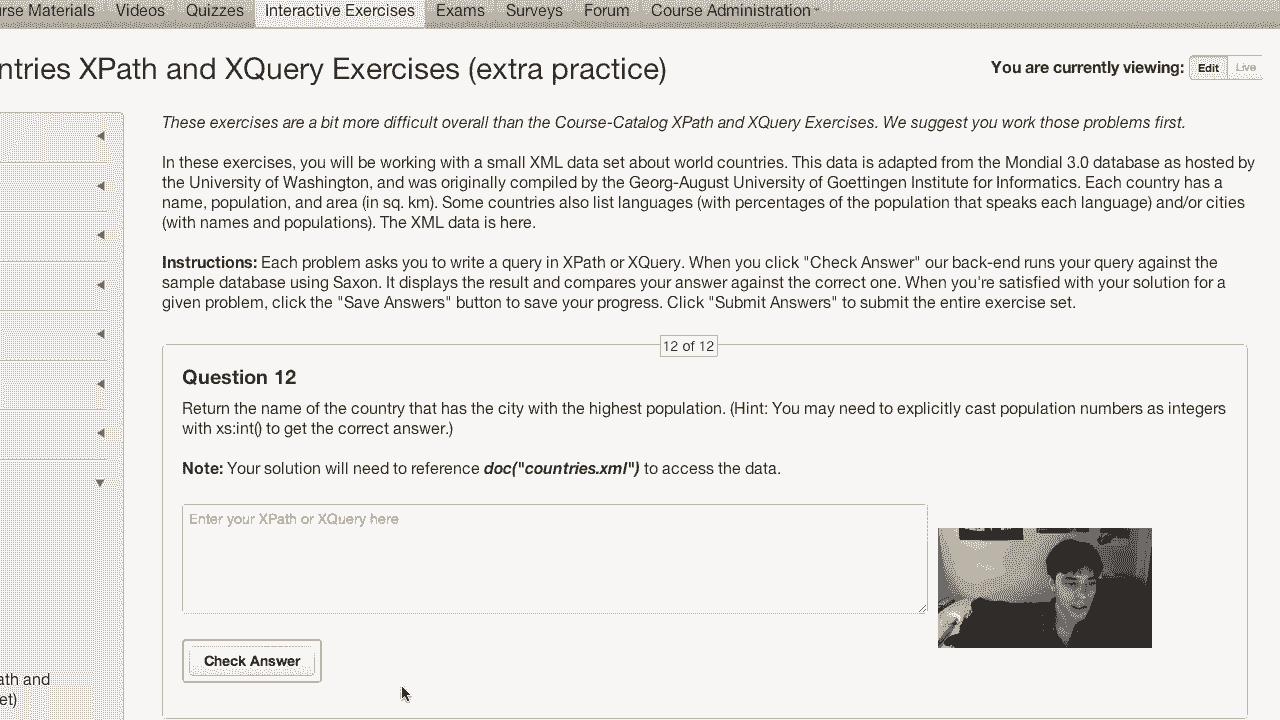 Course Materials Videos Quizzes Interactive Exercises Exams Surveys Forum Course Administration
XPath and XQuery Exercises (extra practice)
You are currently viewing: Edit Live
These exercises are a bit more difficult overall than the Course-Catalog XPath and XQuery Exercises. We suggest you work those problems first.
In these exercises, you will be working with a small XML data set about world countries. This data is adapted from the Mondial 3.0 database as hosted by
the University of Washington, and was originally compiled by the Georg-August University of Goettingen Institute for Informatics. Each country has a
name, population, and area (in sq. km). Some countries also list languages (with percentages of the population that speaks each language) and/or cities
(with names and populations). The XML data is here.
Instructions: Each problem asks you to write a query in XPath or XQuery. When you click "Check Answer" our back-end runs your query against the
sample database using Saxon. It displays the result and compares your answer against the correct one. When you're satisfied with your solution for a
given problem, click the "Save Answers" button to save your progress. Click "Submit Answers" to submit the entire exercise set.
12 of 12
Question 12
Return the name of the country that has the city with the highest population. (Hint: You may need to explicitly cast population numbers as integers
with xs:int() to get the correct answer.)
Note: Your solution will need to reference doc("countries.xml") to access the data.
Enter your XPath or XQuery here
Check Answer
and